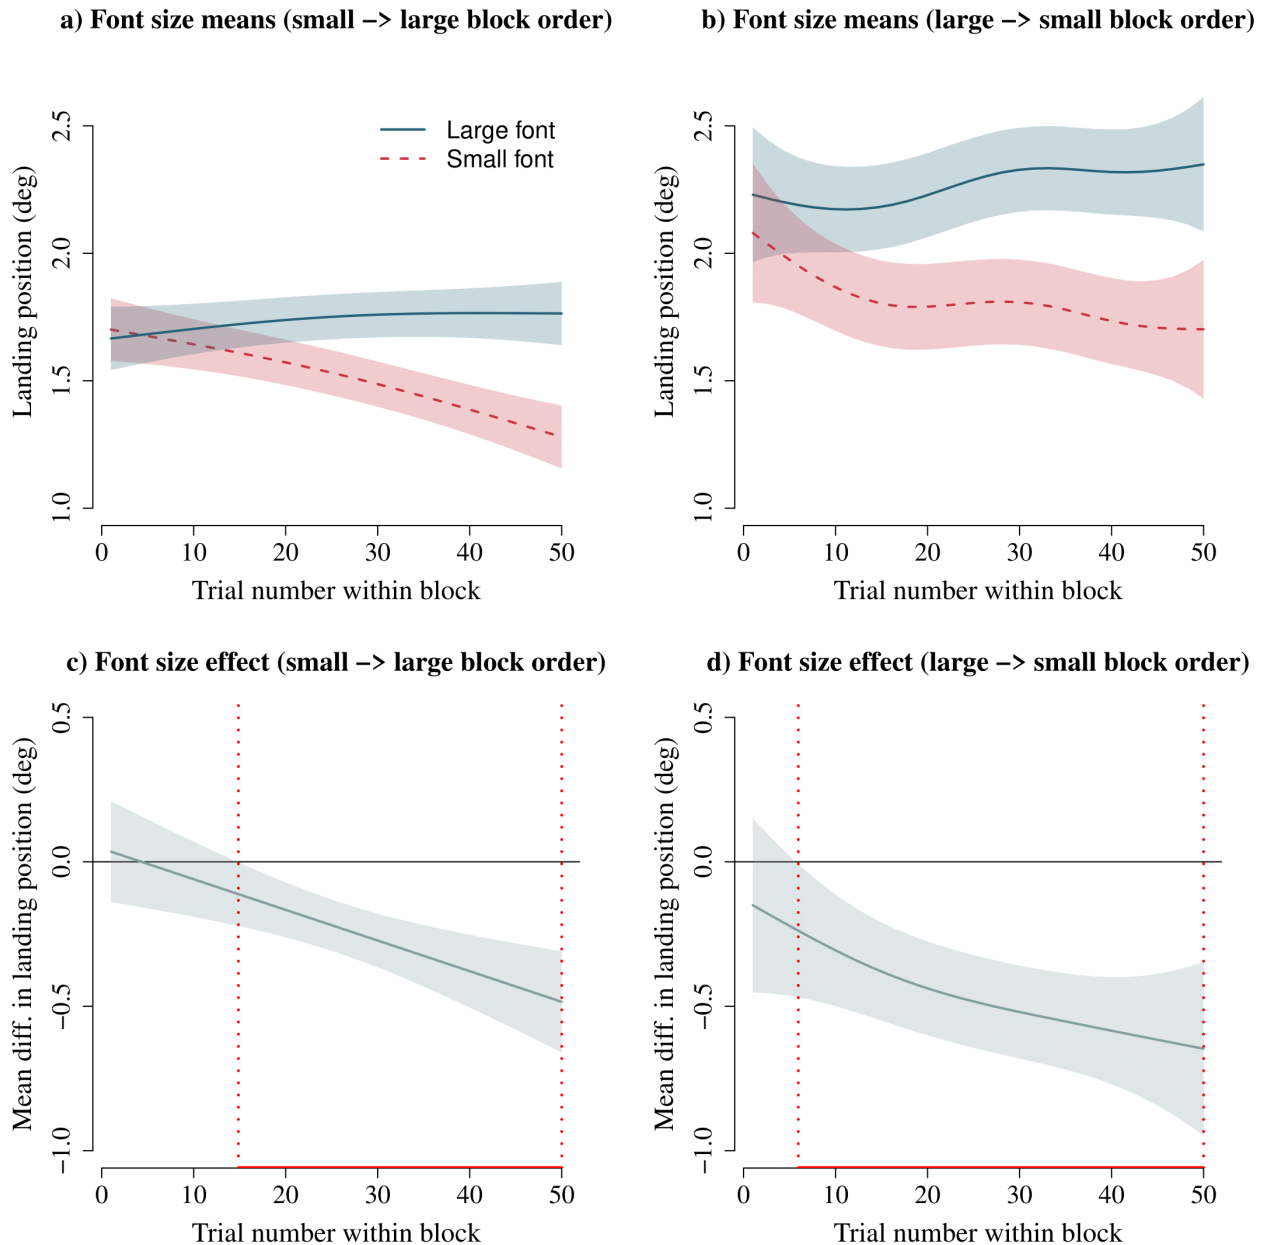 a) Font size means (small −> large block order)
Landing position (deg)
2.5
2.0
1.5
1.0
Large font
Small font
0 10 20 30 40 50
Trial number within block
b) Font size means (large −> small block order)
Landing position (deg)
2.5
2.0
1.5
1.0
0 10 20 30 40 50
Trial number within block
c) Font size effect (small −> large block order)
Mean diff. in landing position (deg)
0.5
0.0
−0.5
−1.0
0 10 20 30 40 50
Trial number within block
d) Font size effect (large −> small block order)
Mean diff. in landing position (deg)
0.5
0.0
−0.5
−1.0
0 10 20 30 40 50
Trial number within block